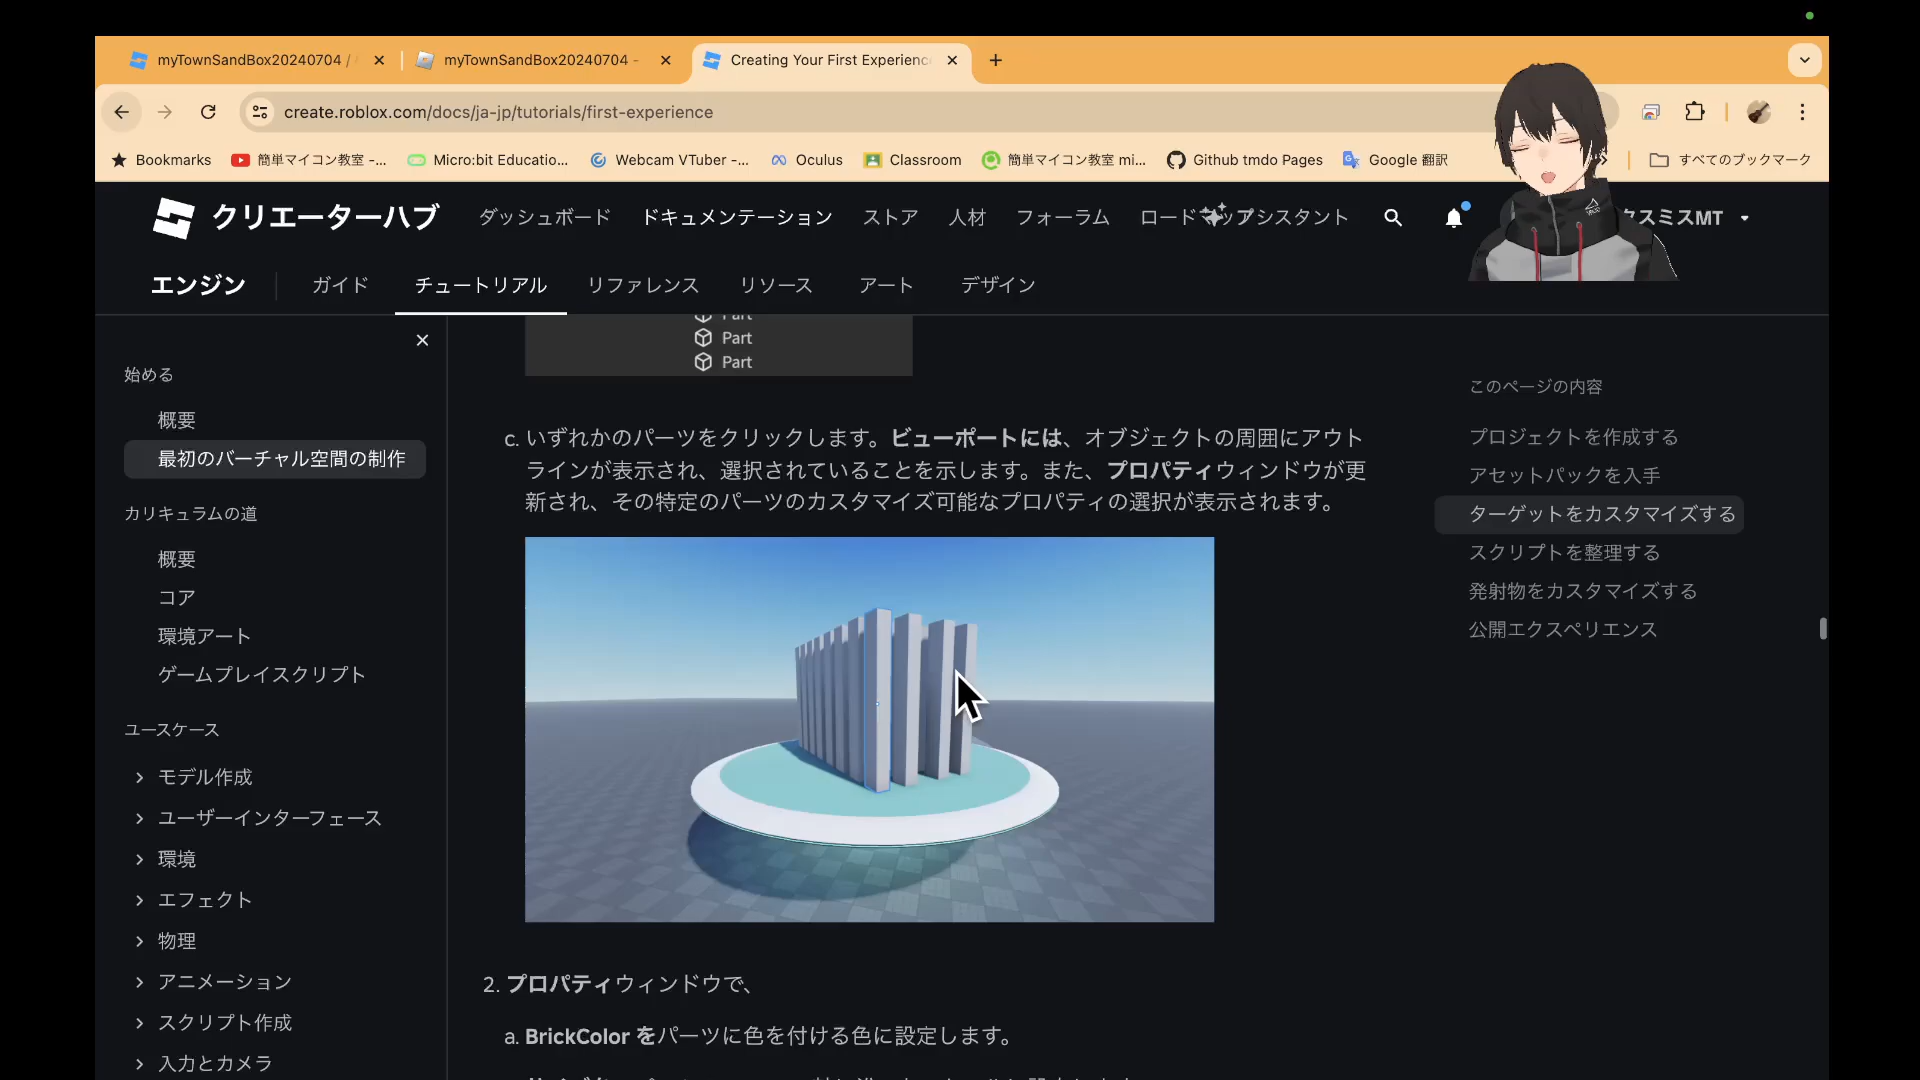 myTownSandBox20240704 /
myTownSandBox20240704 -
Creating Your First Experienc
create.roblox.com/docs/ja-jp/tutorials/first-experience
Bookmarks
簡単マイコン教室 -...
Micro:bit Educatio...
Webcam VTuber -...
Oculus
Classroom
簡単マイコン教室 mi...
Github tmdo Pages
Google 翻訳
すべてのブックマーク
クリエーターハブ
ダッシュボード
ドキュメンテーション
ストア
人材
フォーラム
ロード
アシスタント
スミスMT
エンジン
ガイド
チュートリアル
リファレンス
リソース
アート
デザイン
始める
概要
最初のバーチャル空間の制作
カリキュラムの道
概要
コア
環境アート
ゲームプレイスクリプト
ユースケース
モデル作成
ユーザーインターフェース
環境
エフェクト
物理
アニメーション
スクリプト作成
入力とカメラ
Part
Part
Part
c. いずれかのパーツをクリックします。ビューポートには、オブジェクトの周囲にアウト
ラインが表示され、選択されていることを示します。また、プロパティウィンドウが更
新され、その特定のパーツのカスタマイズ可能なプロパティの選択が表示されます。
2. プロパティウィンドウで、
a. BrickColor をパーツに色を付ける色に設定します。
このページの内容
プロジェクトを作成する
アセットパックを入手
ターゲットをカスタマイズする
スクリプトを整理する
発射物をカスタマイズする
公開エクスペリエンス